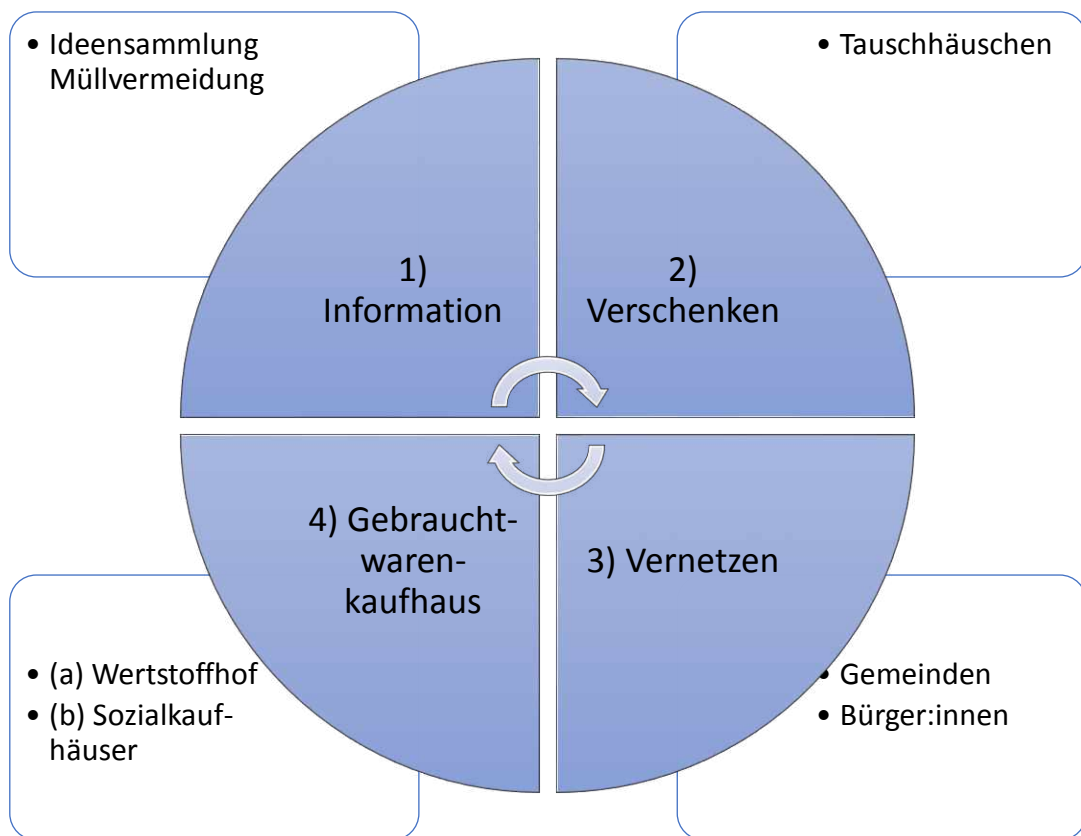 • Ideensammlung
Müllvermeidung
• Tauschhäuschen
1)
Information
2)
Verschenken
4) Gebraucht-
waren-
kaufhaus
3) Vernetzen
• (a) Wertstoffhof
• (b) Sozialkauf-
häuser
• Gemeinden
• Bürger:innen